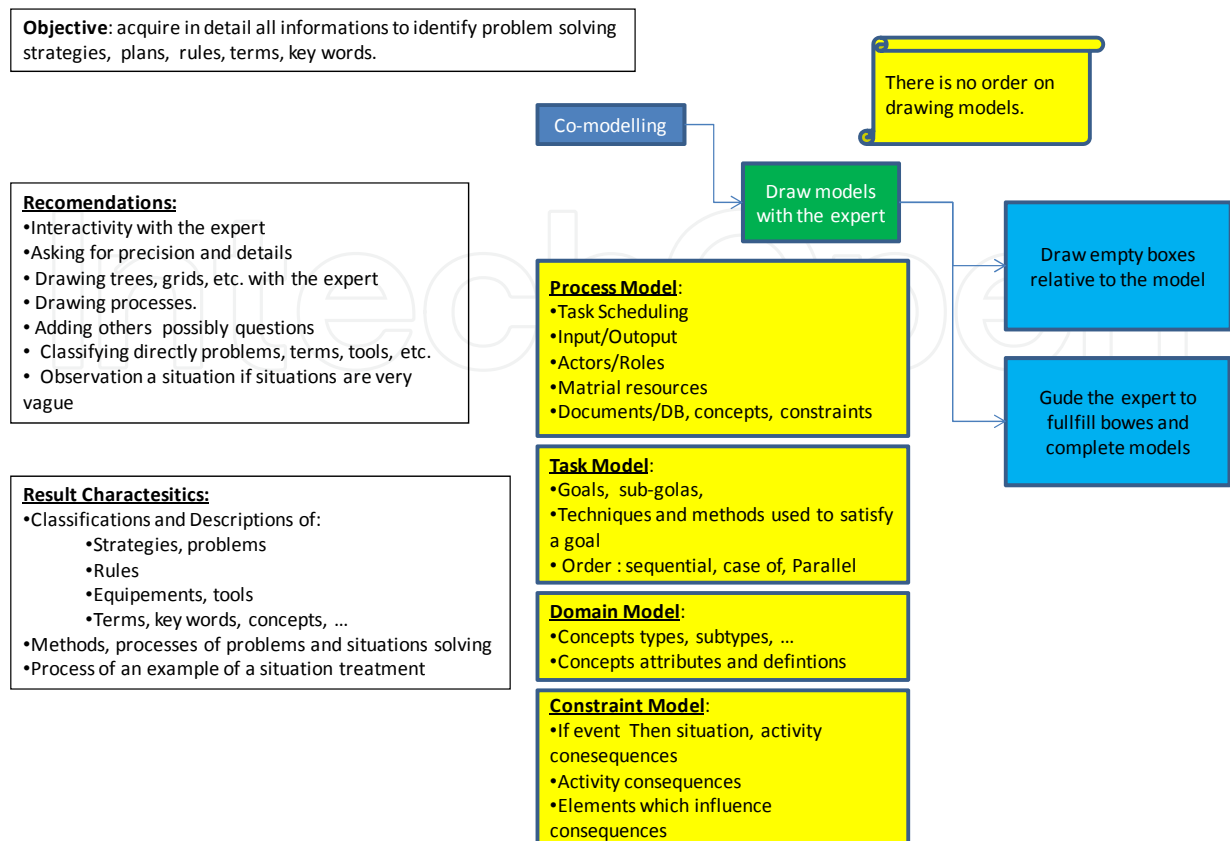 Objective: acquire in detail all informations to identify problem solving
strategies, plans, rules, terms, key words.
There is no order on
drawing models.
Co-modelling
Draw models
with the expert
Draw empty boxes
relative to the model
Gude the expert to
fullfill bowes and
complete models
Recomendations:
•Interactivity with the expert
•Asking for precision and details
• Drawing trees, grids, etc. with the expert
• Drawing processes.
• Adding others possibly questions
• Classifying directly problems, terms, tools, etc.
• Observation a situation if situations are very
vague
Result Charactesitics:
•Classifications and Descriptions of:
•Strategies, problems
•Rules
•Equipements, tools
•Terms, key words, concepts, ...
•Methods, processes of problems and situations solving
•Process of an example of a situation treatment
Process Model:
•Task Scheduling
•Input/Outoput
•Actors/Roles
•Matrial resources
•Documents/DB, concepts, constraints
Task Model:
•Goals, sub-golas,
•Techniques and methods used to satisfy
a goal
• Order : sequential, case of, Parallel
Domain Model:
•Concepts types, subtypes, ...
•Concepts attributes and defintions
Constraint Model:
•If event Then situation, activity
conesequences
•Activity consequences
•Elements which influence
consequences
IntechOpen